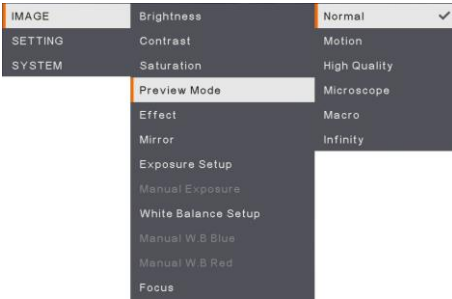 IMAGE
SETTING
SYSTEM
Brightness
Contrast
Saturation
Preview Mode
Effect
Mirror
Exposure Setup
Manual Exposure
White Balance Setup
Manual W.B Blue
Manual W.B Red
Focus
Normal
Motion
High Quality
Microscope
Macro
Infinity